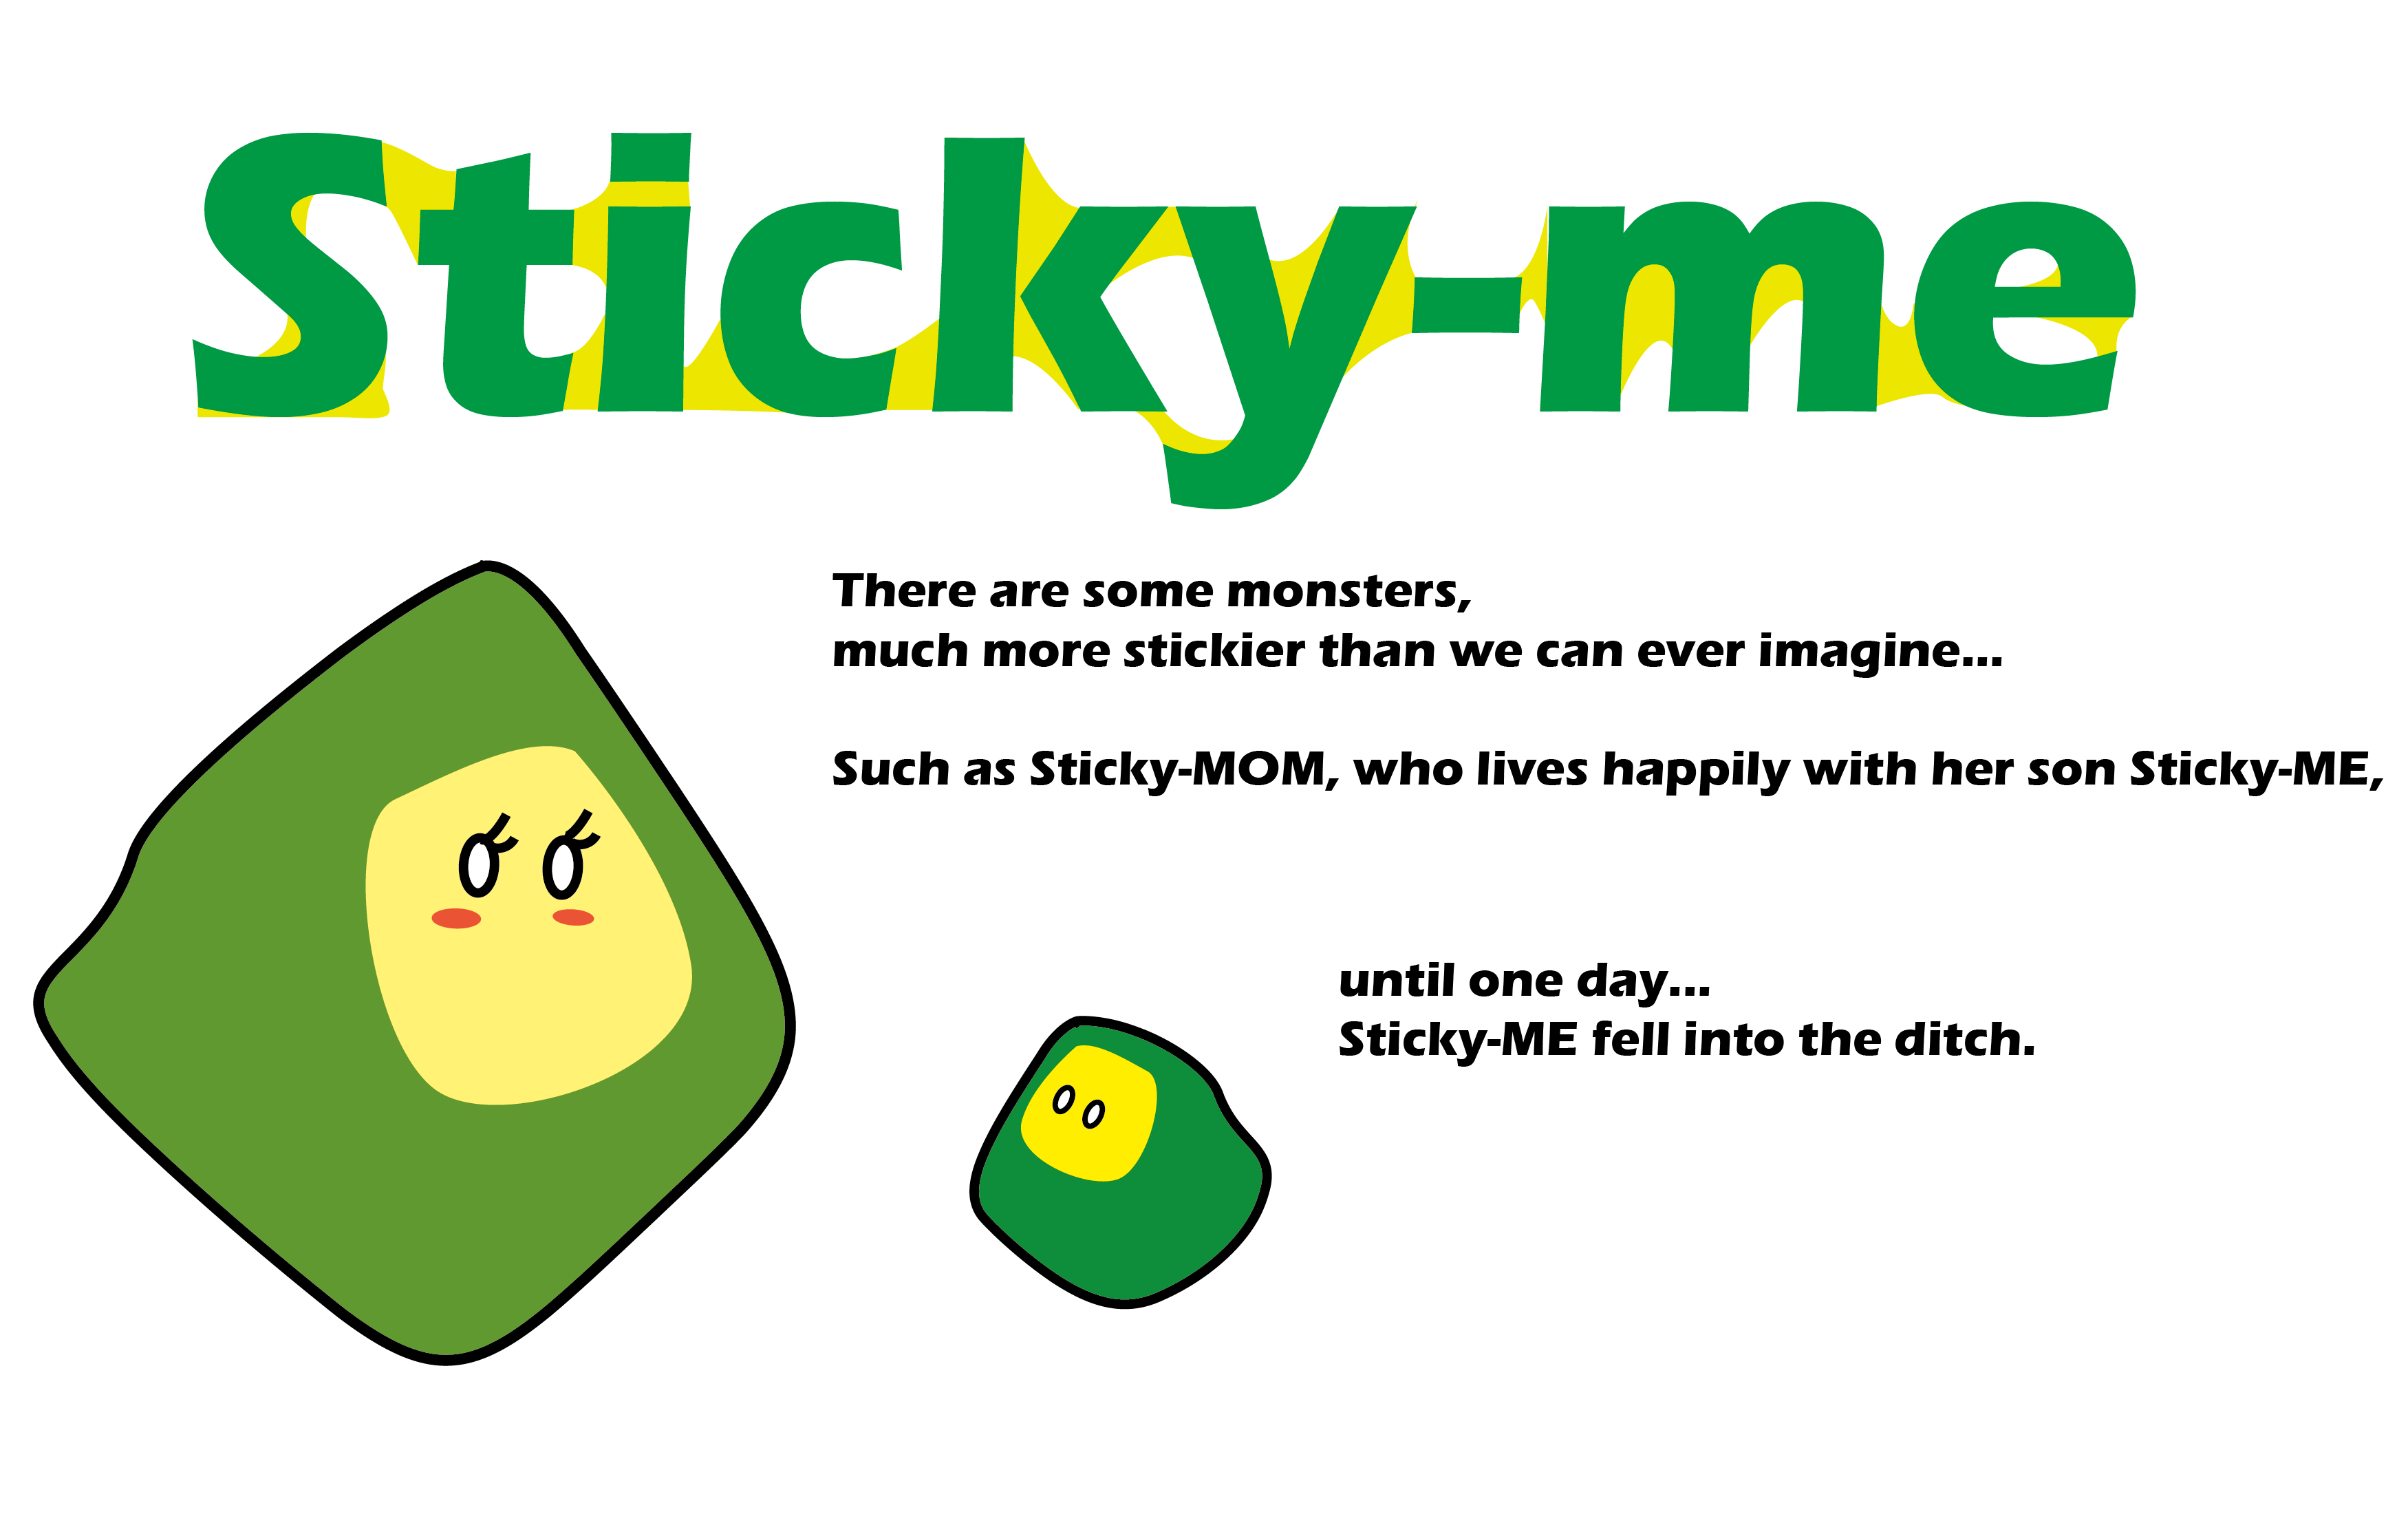 Sticky-me
There are some monsters,
much more stickier than we can ever imagine...
Such as Sticky-MOM, who lives happily with her son Sticky-ME,
until one day...
Sticky-ME fell into the ditch.